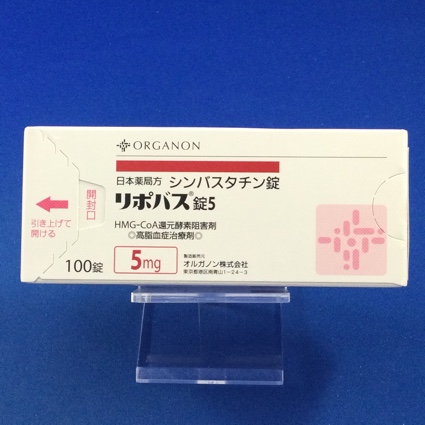 ORGANON
日本薬局方 シンバスタチン錠
リポバス®錠5
HMG-CoA還元酵素阻害剤
◎高脂血症治療剤◎
開封口
引き上げて
開ける
100錠
5mg
製造販売元
オルガノン株式会社
東京都港区南青山1-24-3